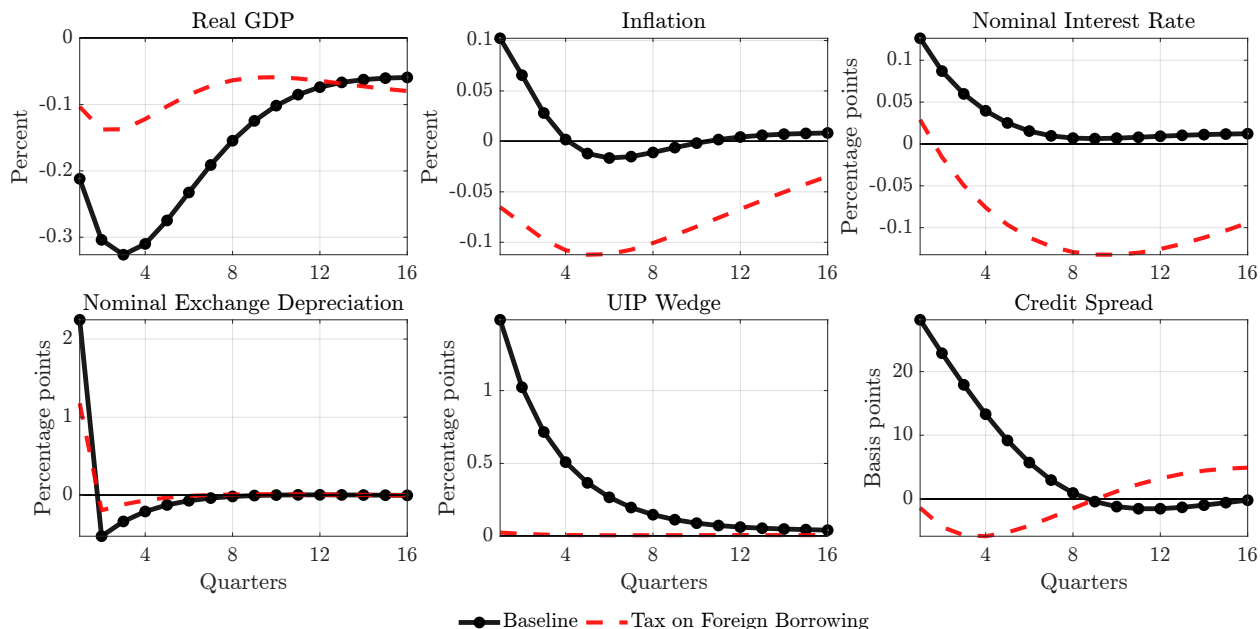 Real GDP
Percent
0
-0.1
-0.2
-0.3
4 8 12 16
Inflation
Percent
0.1
0.05
0
-0.05
-0.1
4 8 12 16
Nominal Interest Rate
Percentage points
0.1
0.05
0
-0.05
-0.1
4 8 12 16
Nominal Exchange Depreciation
Percentage points
2
1
0
4 8 12 16
Quarters
UIP Wedge
Percentage points
1
0.5
0
4 8 12 16
Quarters
Credit Spread
Basis points
20
10
0
4 8 12 16
Quarters
Baseline
Tax on Foreign Borrowing